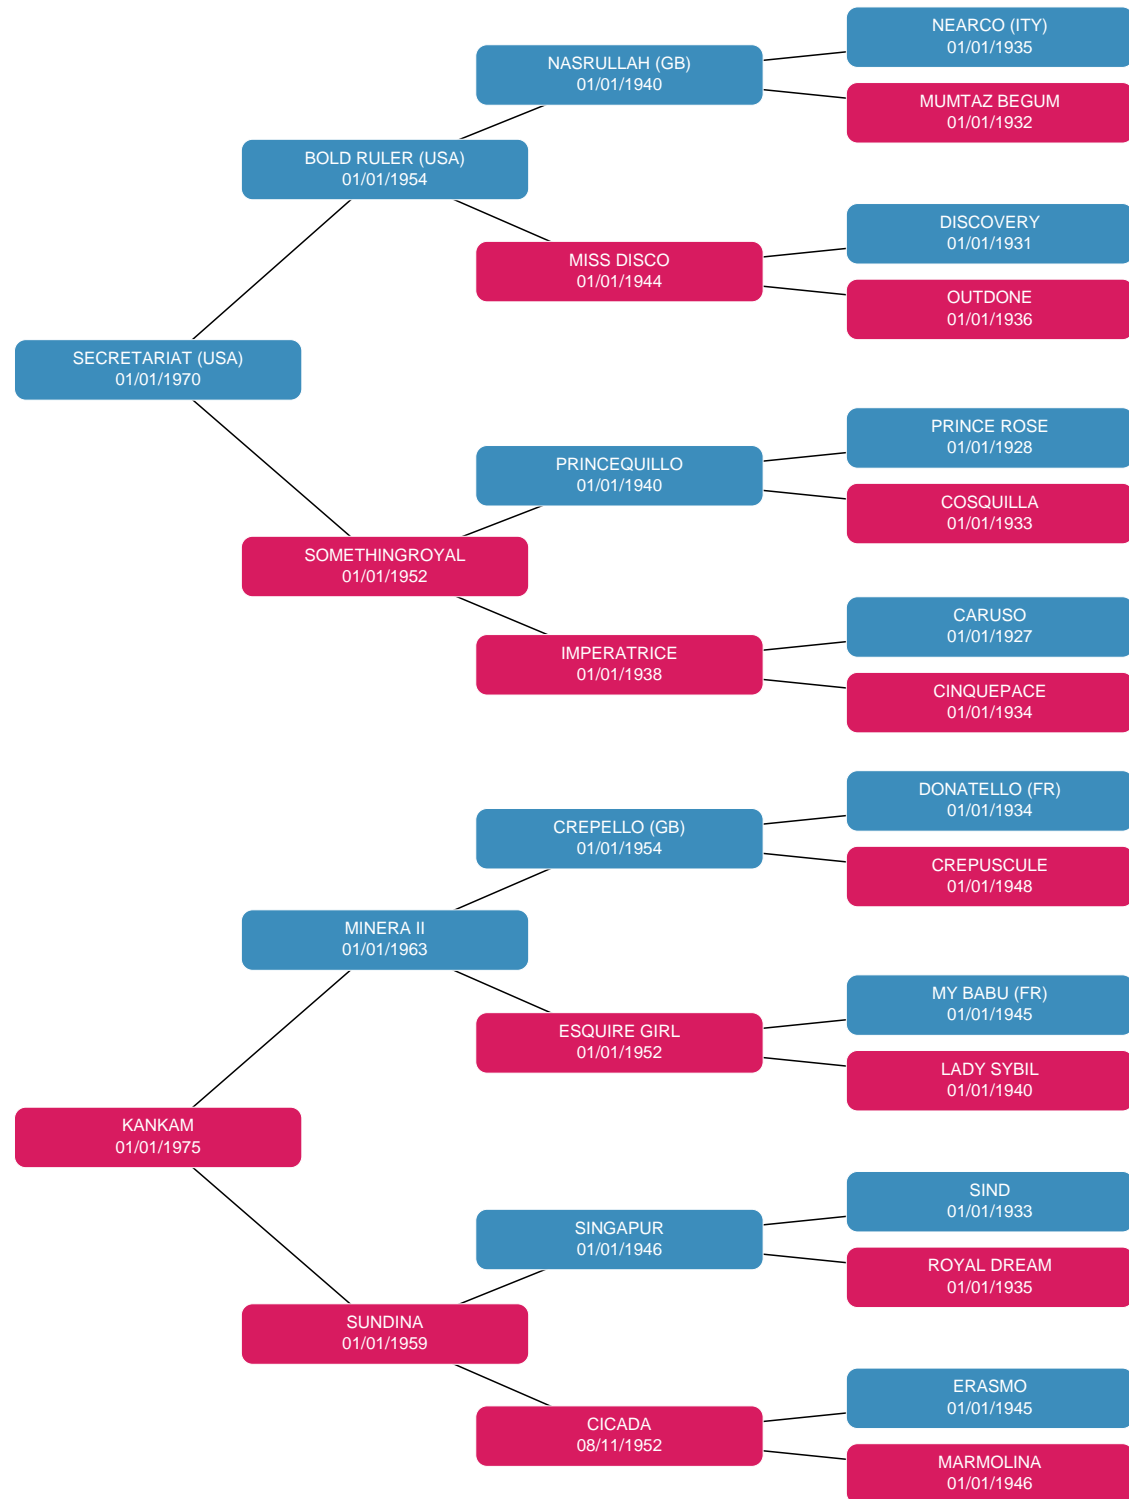 NEARCO (ITY)
01/01/1935
NASRULLAH (GB)
01/01/1940
MUMTAZ BEGUM
01/01/1932
BOLD RULER (USA)
01/01/1954
DISCOVERY
01/01/1931
MISS DISCO
01/01/1944
OUTDONE
01/01/1936
SECRETARIAT (USA)
01/01/1970
PRINCE ROSE
01/01/1928
PRINCEQUILLO
01/01/1940
COSQUILLA
01/01/1933
SOMETHINGROYAL
01/01/1952
CARUSO
01/01/1927
IMPERATRICE
01/01/1938
CINQUEPACE
01/01/1934
DONATELLO (FR)
01/01/1934
CREPELLO (GB)
01/01/1954
CREPUSCULE
01/01/1948
MINERA II
01/01/1963
MY BABU (FR)
01/01/1945
ESQUIRE GIRL
01/01/1952
LADY SYBIL
01/01/1940
KANKAM
01/01/1975
SIND
01/01/1933
SINGAPUR
01/01/1946
ROYAL DREAM
01/01/1935
SUNDINA
01/01/1959
ERASMO
01/01/1945
CICADA
08/11/1952
MARMOLINA
01/01/1946